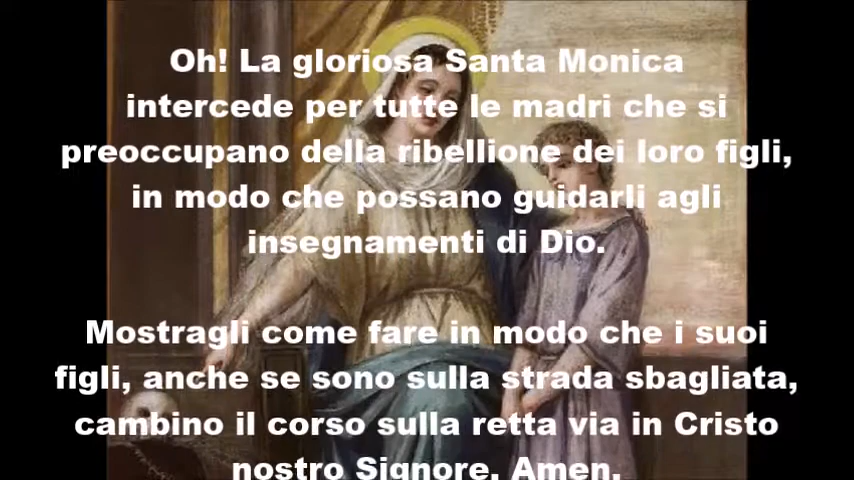 Oh! La gloriosa Santa Monica
intercede per tutte le madri che si
preoccupano della ribellione dei loro figli,
in modo che possano guidarli agli
insegnamenti di Dio.
Mostragli come fare in modo che i suoi
figli, anche se sono sulla strada sbagliata,
cambino il corso sulla retta via in Cristo
nostro Signore. Amen.